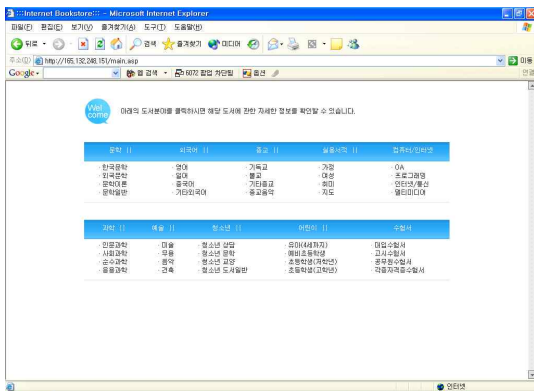 :::Internet Bookstore::: - Microsoft Internet Explorer
파일(F) 편집(E) 보기(V) 즐겨찾기(A) 도구(T) 도움말(H)
뒤로 검색 즐겨찾기 미디어
주소(D) http://165.132.248.151/main.asp 이동
Google 웹 검색 6072 팝업 차단됨 옵션
Wel come 아래의 도서분야를 클릭하시면 해당 도서에 관한 자세한 정보를 확인할 수 있습니다.
문학 || 외국어 || 종교 || 실용서적 || 컴퓨터/인터넷
· 한국문학 · 영어 · 기독교 · 가정 · OA
· 외국문학 · 일어 · 불교 · 여성 · 프로그래밍
· 문학이론 · 중국어 · 기타종교 · 취미 · 인터넷/통신
· 문학일반 · 기타외국어 · 종교음악 · 지도 · 멀티미디어
과학 || 예술 || 청소년 || 어린이 || 수험서
· 인문과학 · 미술 · 청소년 상담 · 유아(4세까지) · 대입수험서
· 사회과학 · 무용 · 청소년 문학 · 예비초등학생 · 고시수험서
· 순수과학 · 음악 · 청소년 교양 · 초등학생(저학년) · 공무원수험서
· 응용과학 · 건축 · 청소년 도서일반 · 초등학생(고학년) · 각종자격증수험서
인터넷